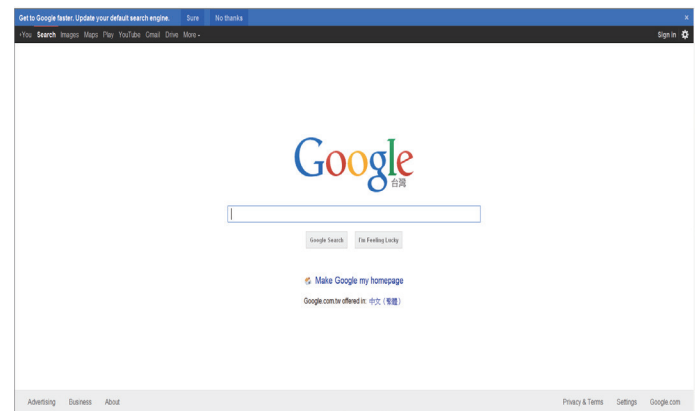 Get to Google faster. Update your default search engine. Sure No thanks ×
+You Search Images Maps Play YouTube Gmail Drive More Sign in
Google
台灣
Google Search I'm Feeling Lucky
Make Google my homepage
Google.com.tw offered in: 中文（繁體）
Advertising Business About Privacy & Terms Settings Google.com